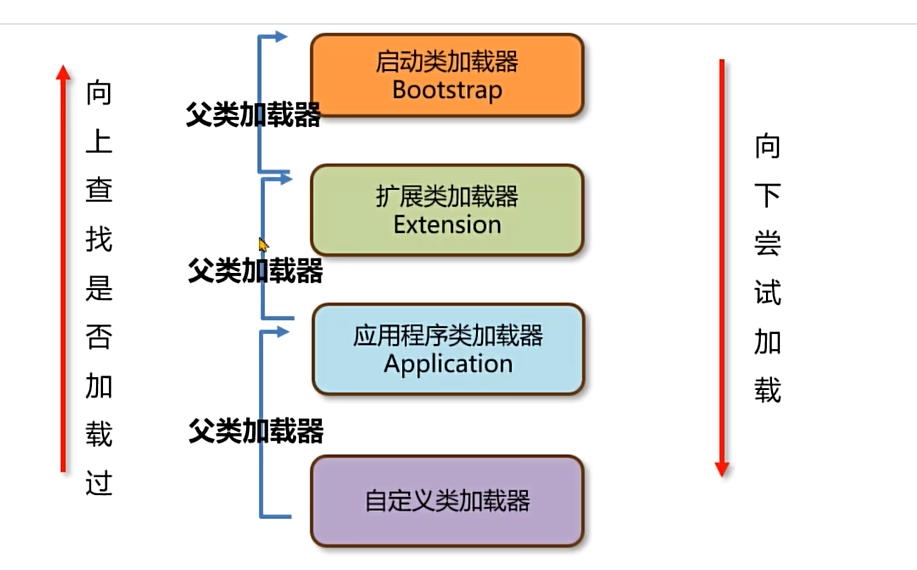 启动类加载器
Bootstrap
父类加载器
扩展类加载器
Extension
父类加载器
应用程序类加载器
Application
父类加载器
自定义类加载器
向上查找是否加载过
向下尝试加载